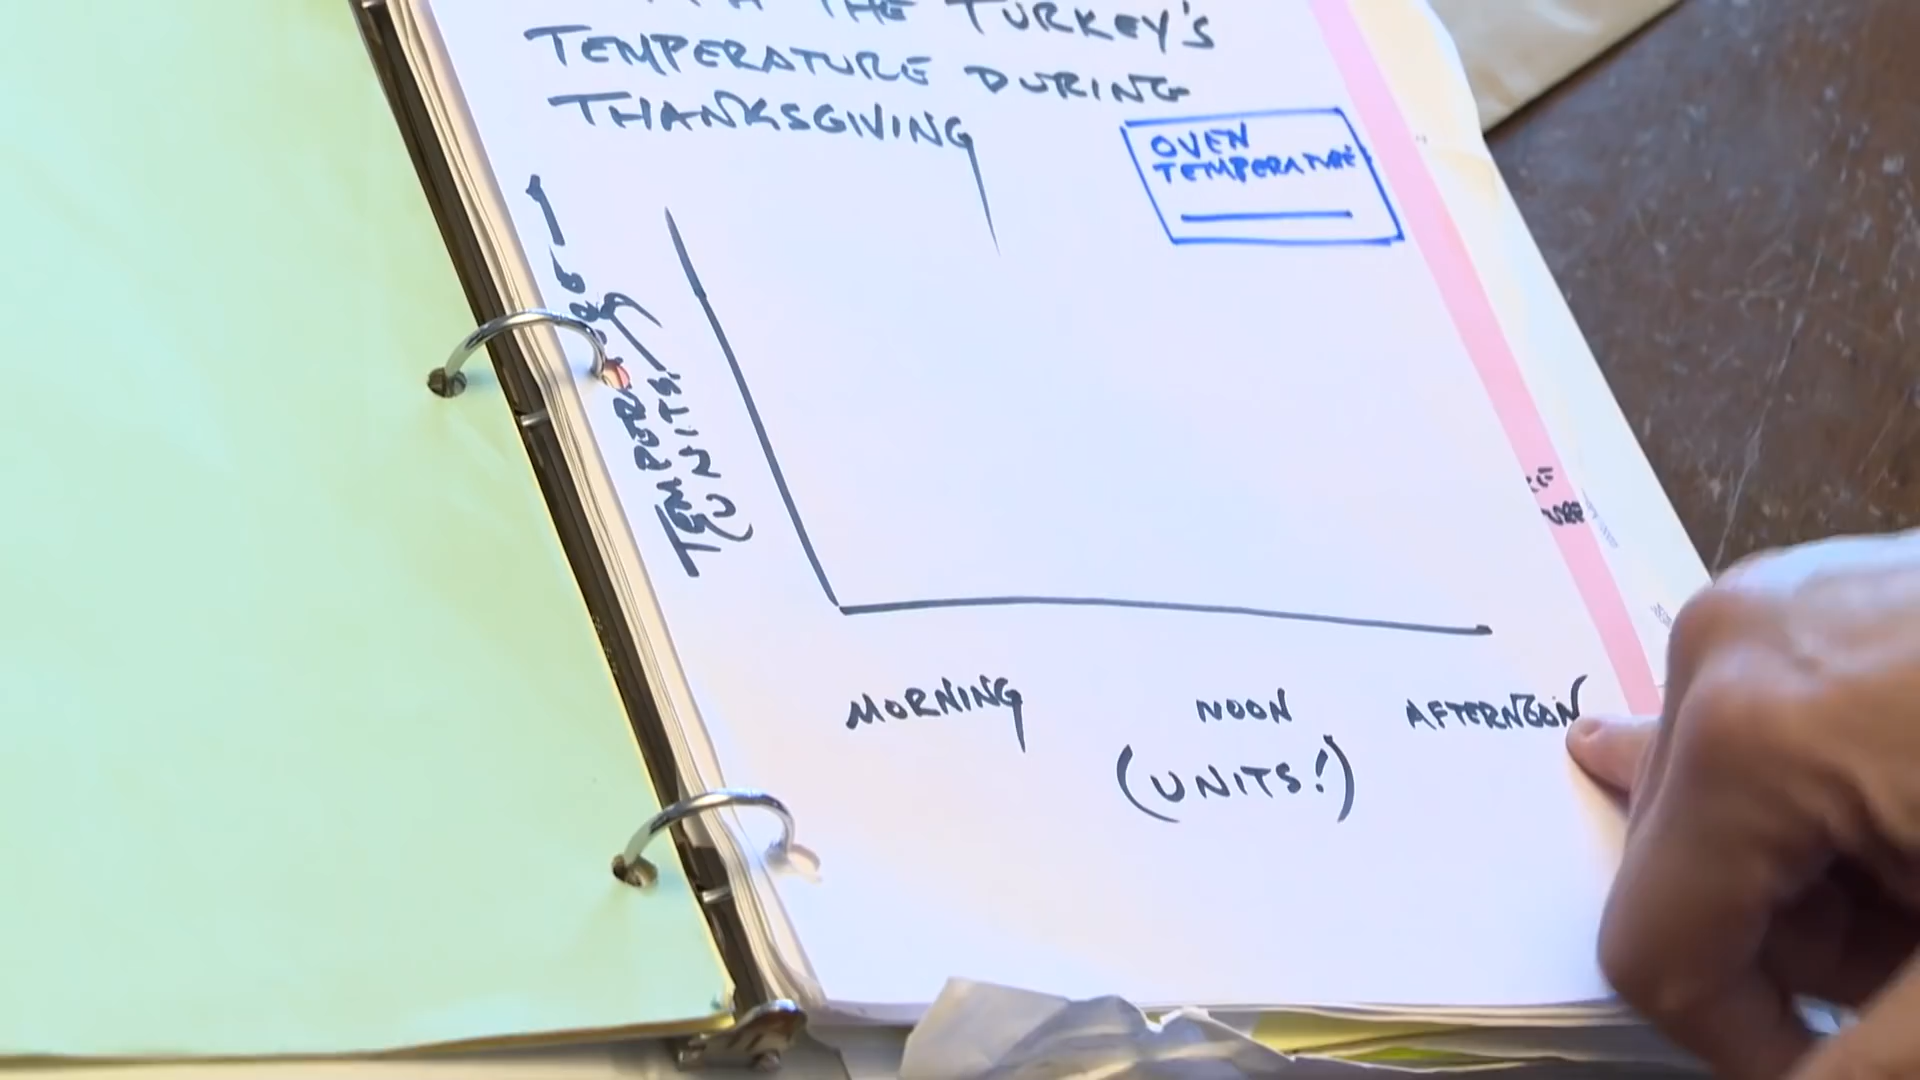 THE TURKEY'S
TEMPERATURE DURING
THANKSGIVING
OVEN
TEMPERATURE
TEMPERATURE →
(UNITS)
MORNING
NOON
AFTERNOON
(UNITS!)